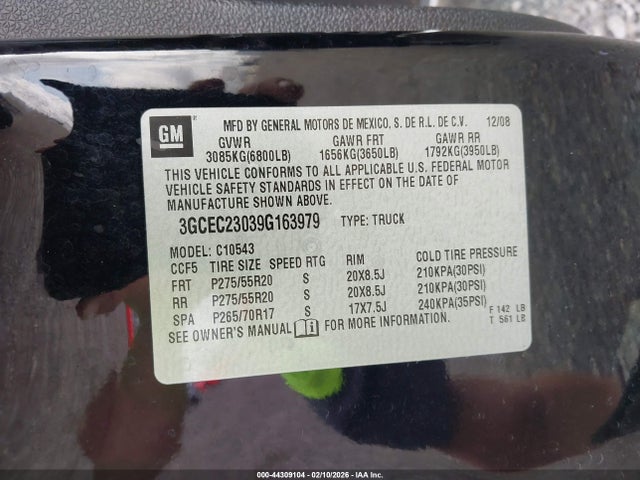 GM
MFD BY GENERAL MOTORS DE MEXICO, S. DE R.L. DE C.V. 12/08
GVWR GAWR FRT GAWR RR
3085KG(6800LB) 1656KG(3650LB) 1792KG(3950LB)
THIS VEHICLE CONFORMS TO ALL APPLICABLE U.S. FEDERAL MOTOR
VEHICLE SAFETY STANDARDS IN EFFECT ON THE DATE OF
MANUFACTURE SHOWN ABOVE.
3GCEC23039G163979 TYPE: TRUCK
MODEL: C10543
CCF5 TIRE SIZE SPEED RTG RIM COLD TIRE PRESSURE
FRT P275/55R20 S 20X8.5J 210KPA(30PSI)
RR P275/55R20 S 20X8.5J 210KPA(30PSI)
SPA P265/70R17 S 17X7.5J 240KPA(35PSI)
F 142 LB
SEE OWNER'S MANUAL FOR MORE INFORMATION. T 561 LB
000-44309104 - 02/10/2026 - IAA Inc.